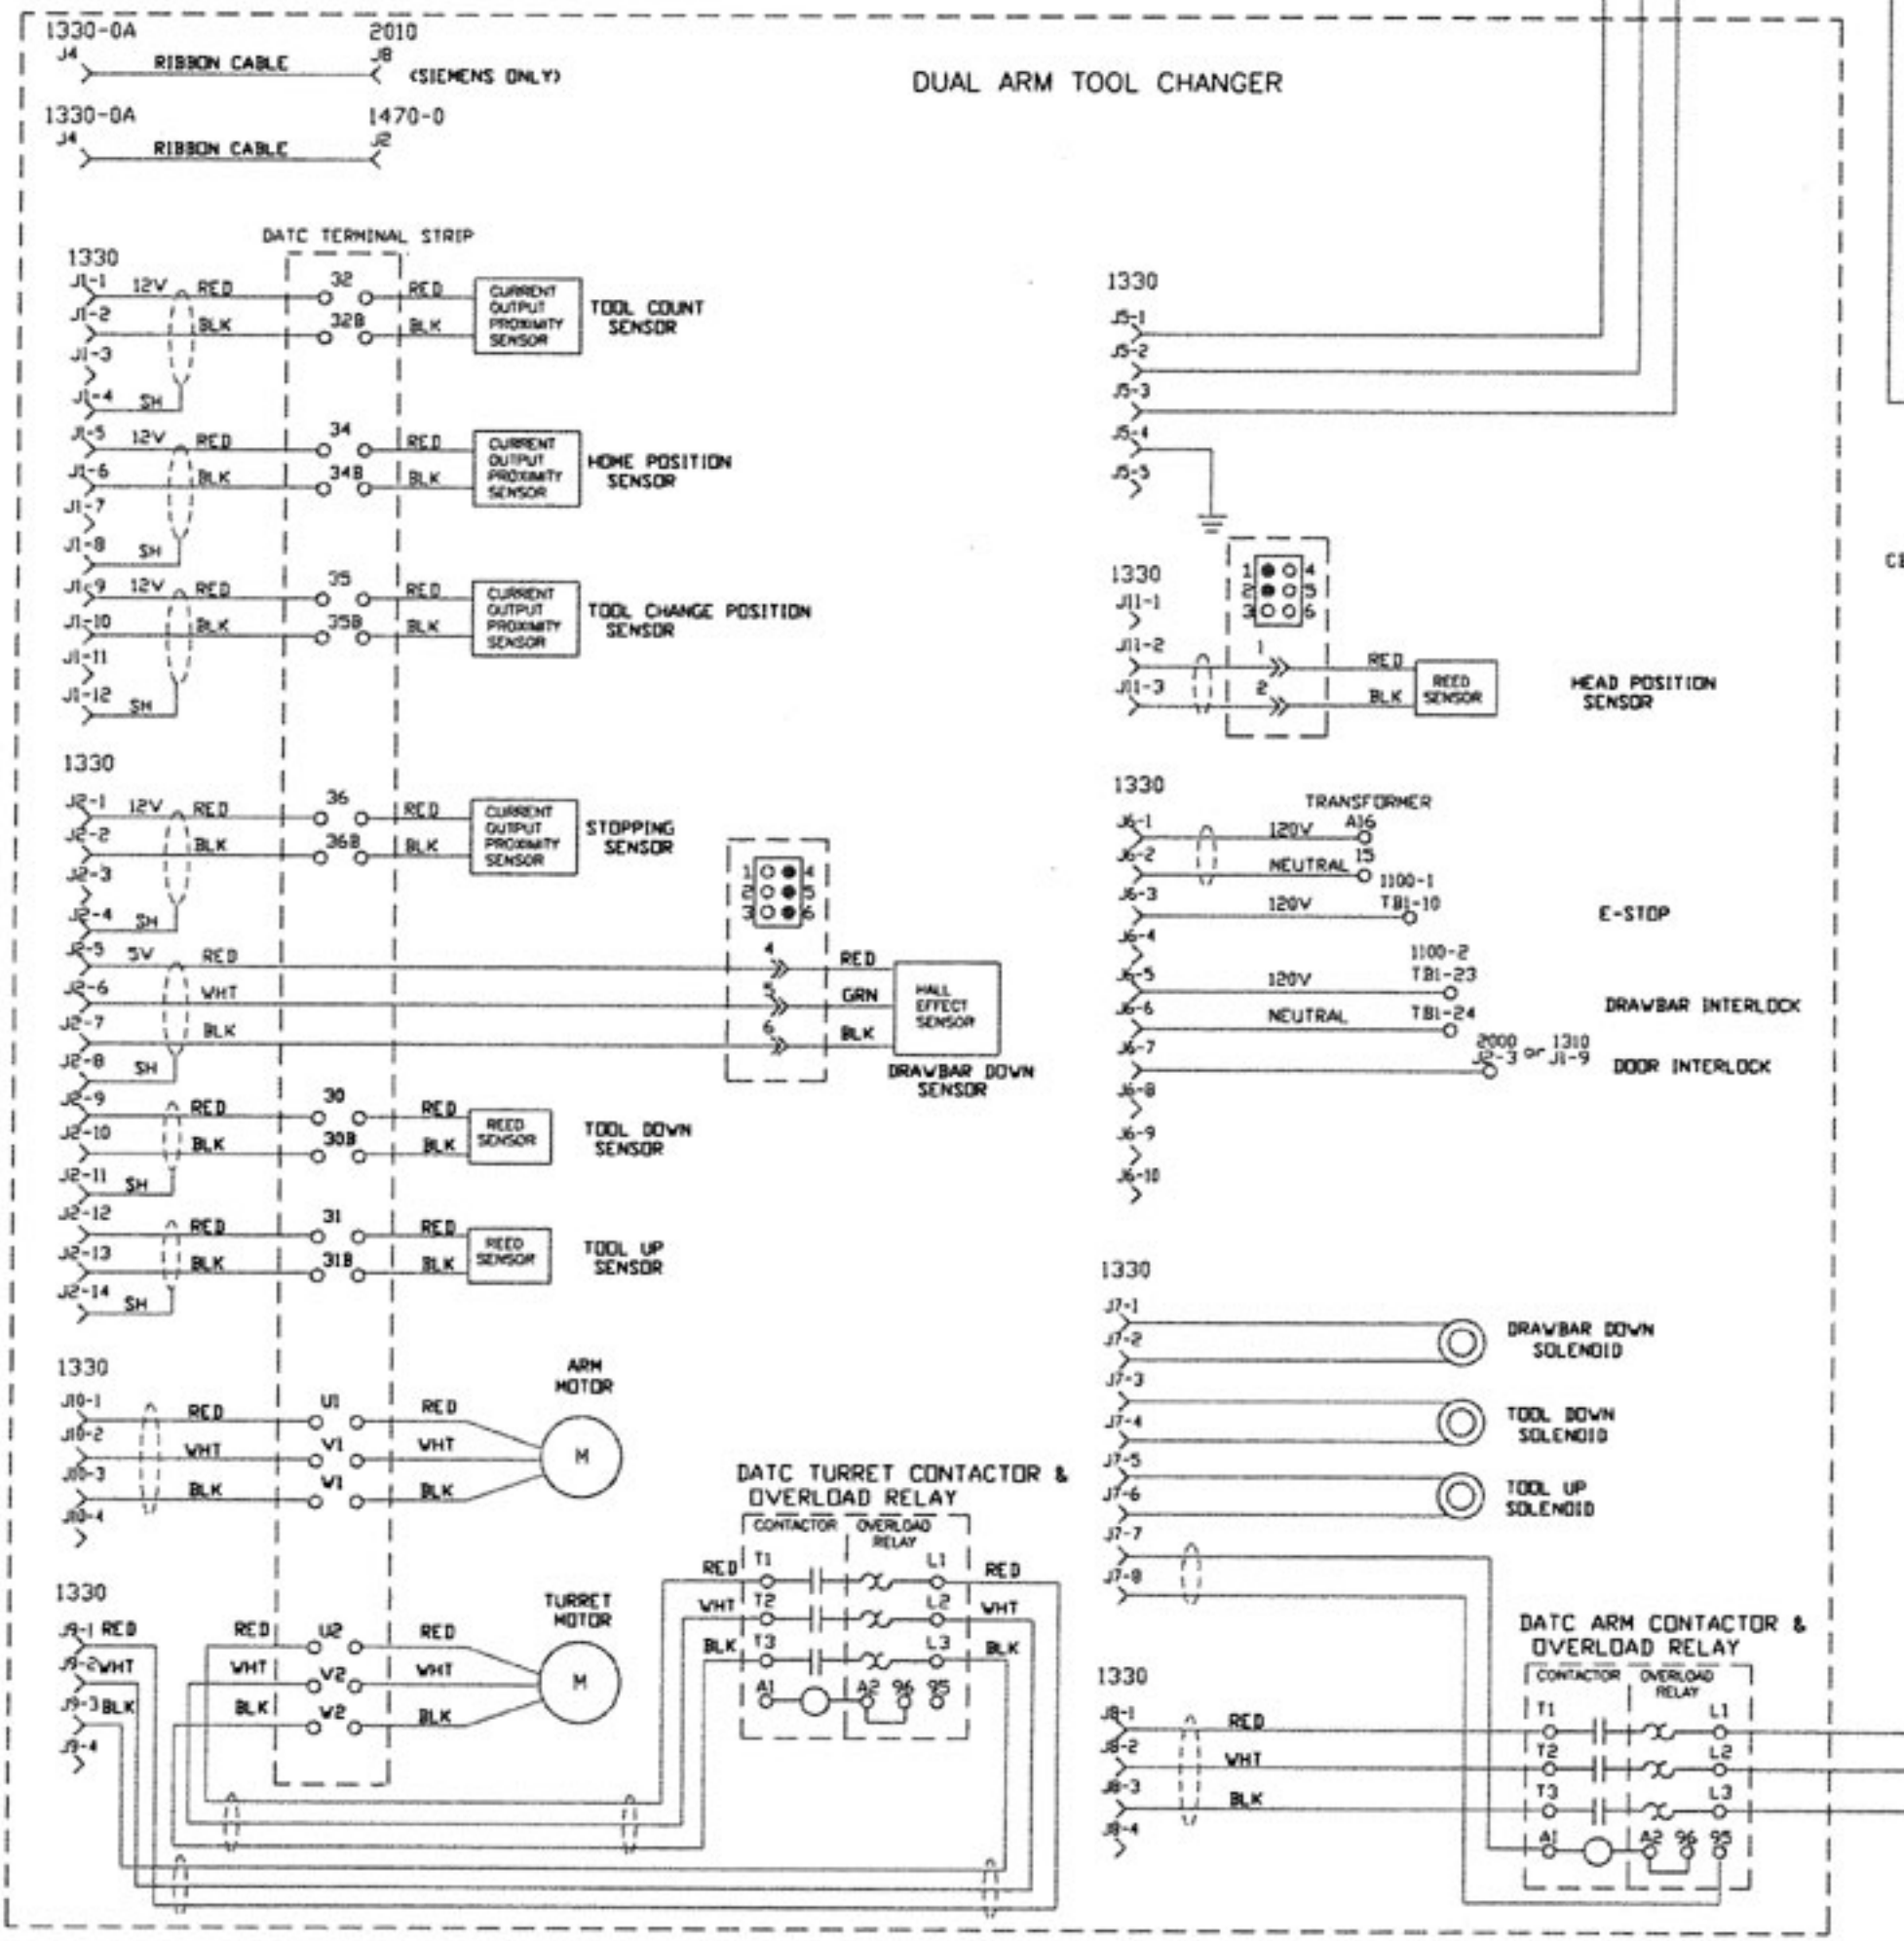 1330-0A 2010
J4 RIBBON CABLE J8 (SIEMENS ONLY)
DUAL ARM TOOL CHANGER
1330-0A 1470-0
J4 RIBBON CABLE J2
DATC TERMINAL STRIP
1330
J1-1 12V RED 32 RED
J1-2 BLK 32B BLK
J1-3
J1-4 SH
CURRENT
OUTPUT
PROXIMITY
SENSOR
TOOL COUNT
SENSOR
J1-5 12V RED 34 RED
J1-6 BLK 34B BLK
J1-7
J1-8 SH
CURRENT
OUTPUT
PROXIMITY
SENSOR
HOME POSITION
SENSOR
J1-9 12V RED 35 RED
J1-10 BLK 35B BLK
J1-11
J1-12 SH
CURRENT
OUTPUT
PROXIMITY
SENSOR
TOOL CHANGE POSITION
SENSOR
1330
J2-1 12V RED 36 RED
J2-2 BLK 36B BLK
J2-3
J2-4 SH
CURRENT
OUTPUT
PROXIMITY
SENSOR
STOPPING
SENSOR
1 4
2 5
3 6
J2-5 5V RED 4 RED
J2-6 WHT 5 GRN
J2-7 BLK 6 BLK
J2-8 SH
HALL
EFFECT
SENSOR
DRAWBAR DOWN
SENSOR
J2-9 RED 30 RED
J2-10 BLK 30B BLK
J2-11 SH
REED
SENSOR
TOOL DOWN
SENSOR
J2-12 RED 31 RED
J2-13 BLK 31B BLK
J2-14 SH
REED
SENSOR
TOOL UP
SENSOR
1330
J10-1 RED U1 RED
J10-2 WHT V1 WHT
J10-3 BLK W1 BLK
J10-4
ARM
MOTOR
M
1330
J9-1 RED RED U2 RED
J9-2 WHT WHT V2 WHT
J9-3 BLK BLK W2 BLK
J9-4
TURRET
MOTOR
M
DATC TURRET CONTACTOR &
OVERLOAD RELAY
CONTACTOR OVERLOAD
RELAY
RED T1 L1 RED
WHT T2 L2 WHT
BLK T3 L3 BLK
A1 A2 96 95
1330
J5-1
J5-2
J5-3
J5-4
J5-5
1330
J11-1
J11-2
J11-3
1 4
2 5
3 6
1 RED
2 BLK
REED
SENSOR
HEAD POSITION
SENSOR
1330
TRANSFORMER
J6-1 120V A16
J6-2 NEUTRAL 15
1100-1
J6-3 120V TB1-10 E-STOP
J6-4
1100-2
J6-5 120V TB1-23
J6-6 NEUTRAL TB1-24
DRAWBAR INTERLOCK
J6-7
2000 or 1310
J2-3 J1-9
DOOR INTERLOCK
J6-8
J6-9
J6-10
1330
J7-1
J7-2
DRAWBAR DOWN
SOLENOID
J7-3
J7-4
TOOL DOWN
SOLENOID
J7-5
J7-6
TOOL UP
SOLENOID
J7-7
J7-8
DATC ARM CONTACTOR &
OVERLOAD RELAY
CONTACTOR OVERLOAD
RELAY
1330
J8-1 RED T1 L1
J8-2 WHT T2 L2
J8-3 BLK T3 L3
J8-4
A1 A2 96 95